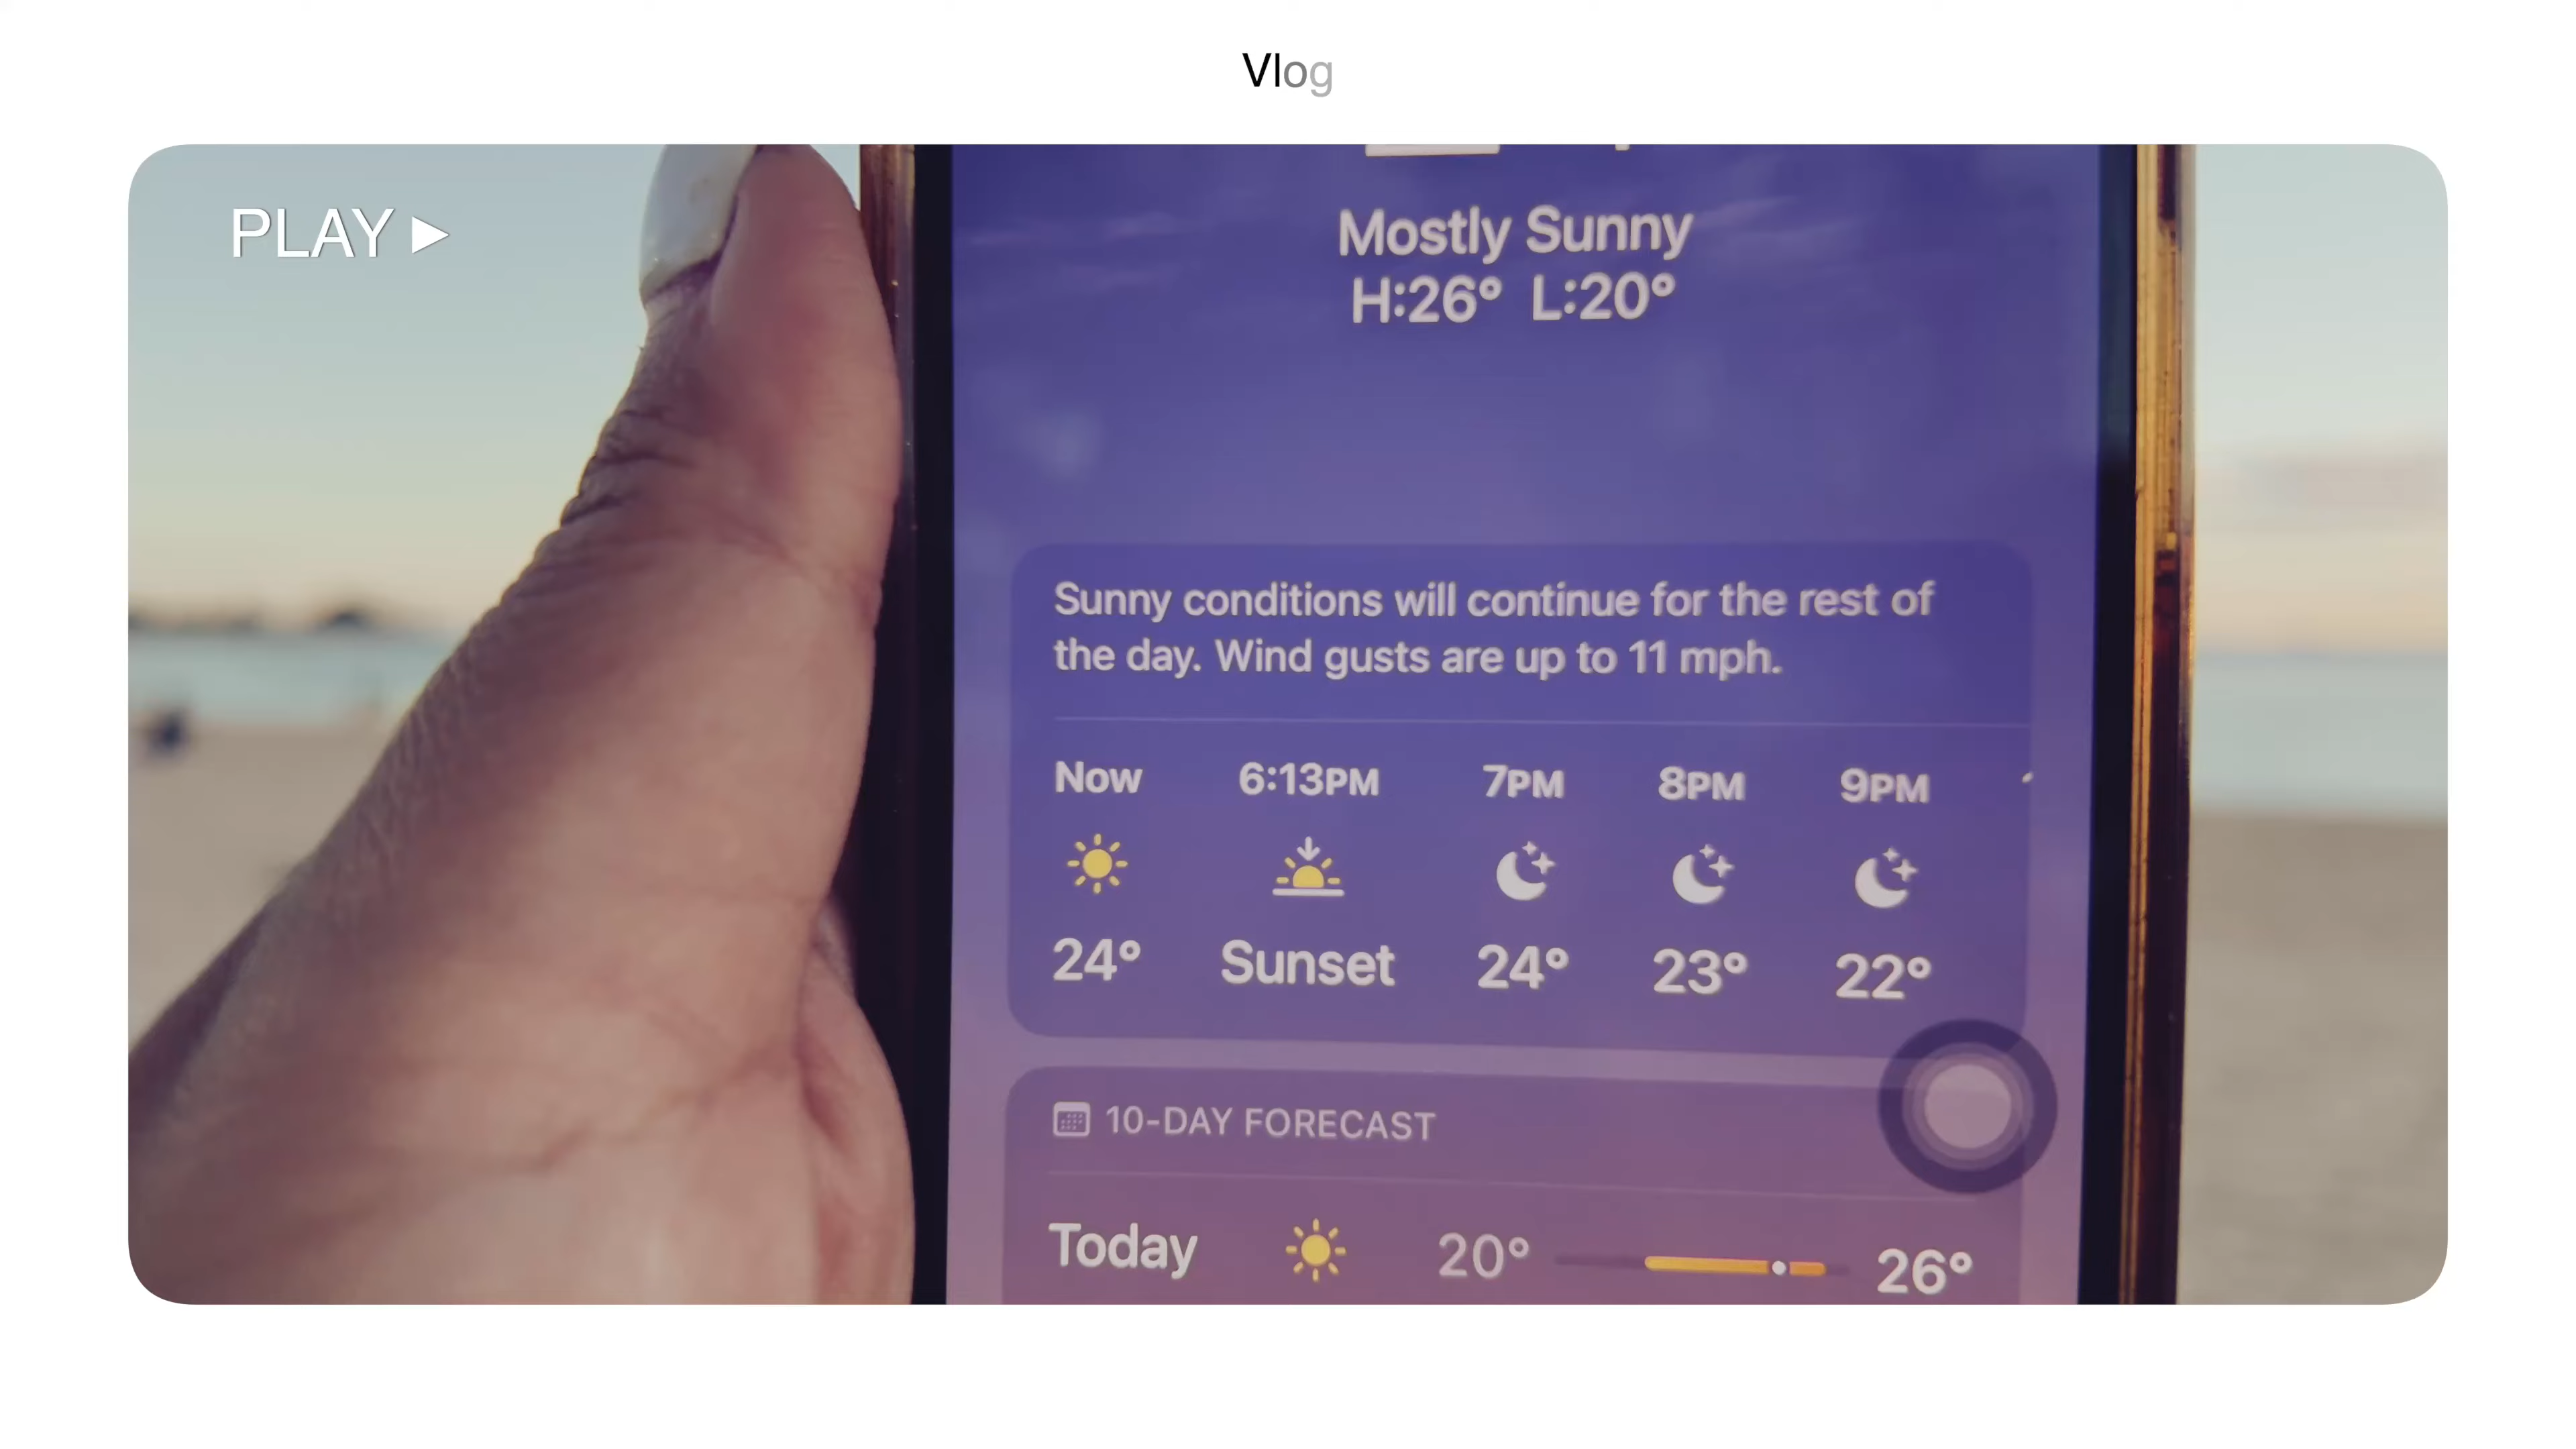 Vlog
PLAY
Mostly Sunny
H:26° L:20°
Sunny conditions will continue for the rest of
the day. Wind gusts are up to 11 mph.
Now 6:13PM 7PM 8PM 9PM
24° Sunset 24° 23° 22°
10-DAY FORECAST
Today 20° 26°